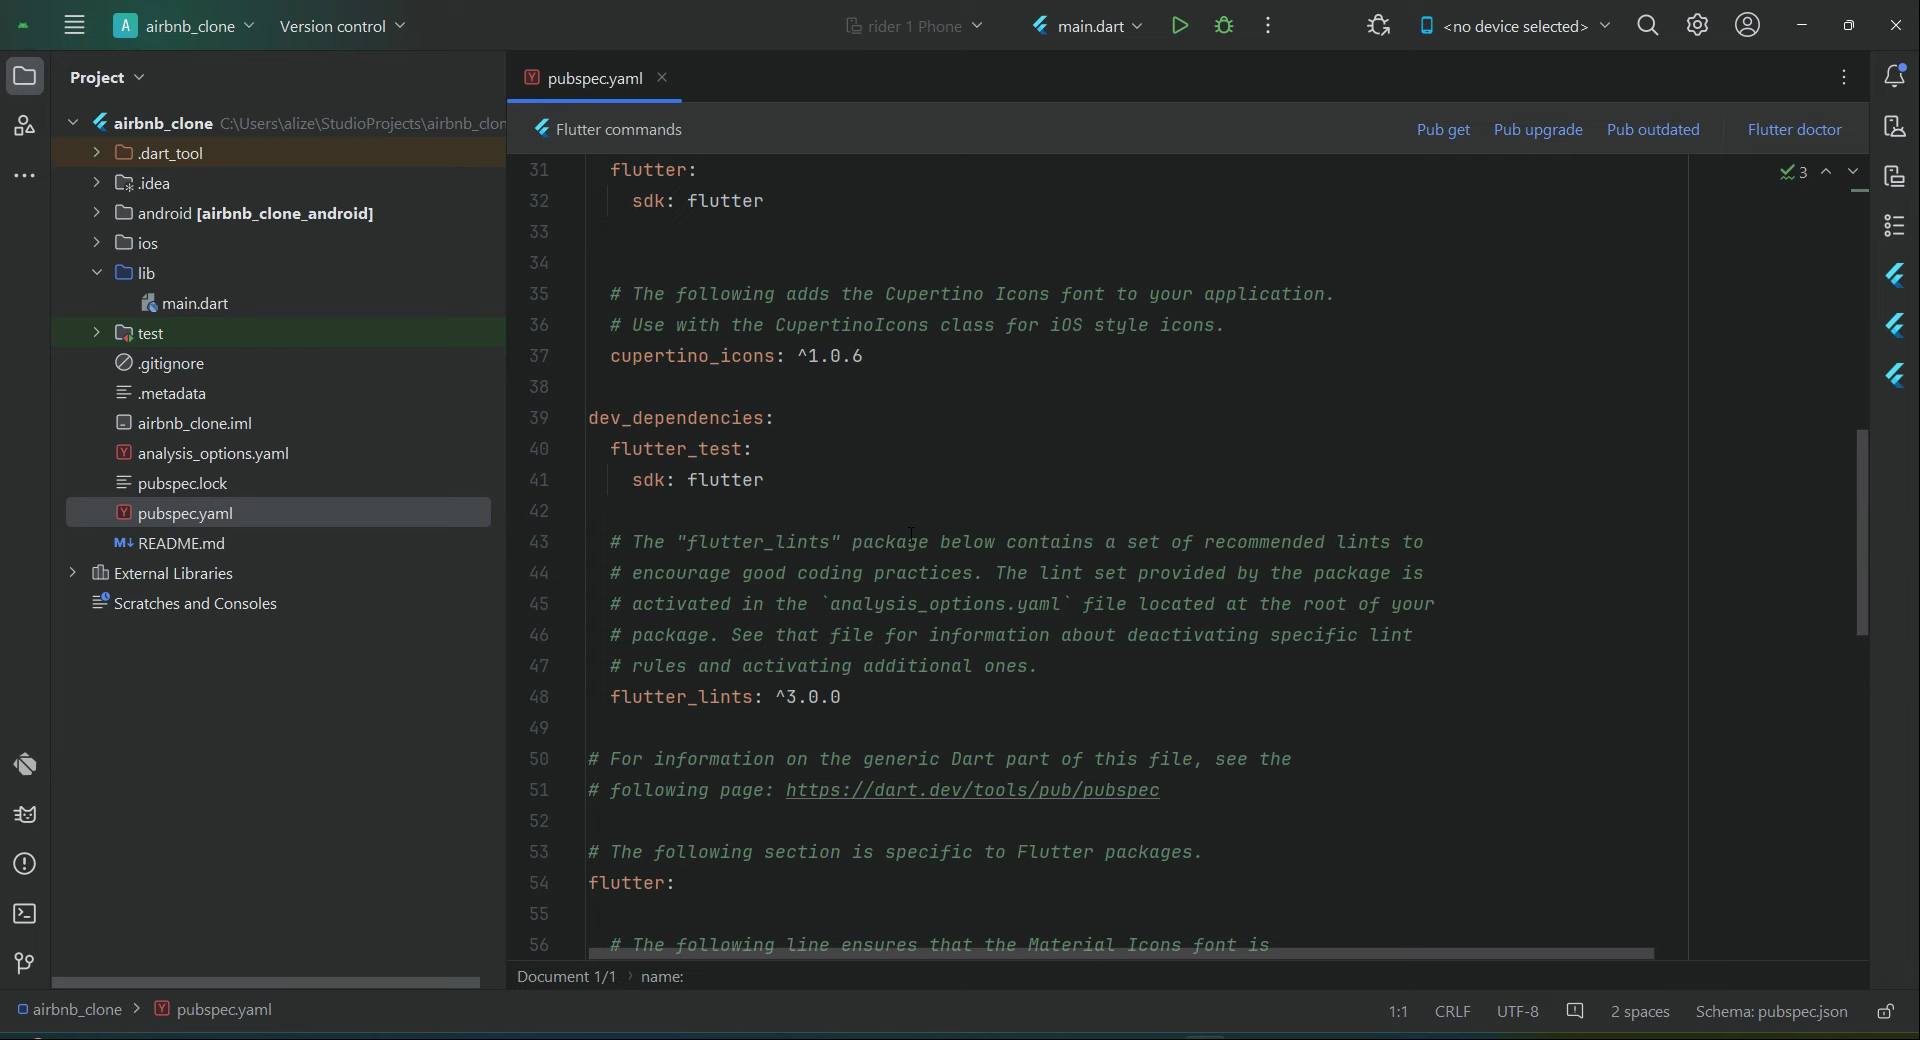 A airbnb_clone Version control rider 1 Phone main.dart <no device selected>
Project
pubspec.yaml
airbnb_clone C:\Users\alize\StudioProjects\airbnb_clon
Flutter commands Pub get Pub upgrade Pub outdated Flutter doctor
.dart_tool
.idea
android [airbnb_clone_android]
ios
lib
main.dart
test
.gitignore
.metadata
airbnb_clone.iml
analysis_options.yaml
pubspec.lock
pubspec.yaml
M↓ README.md
External Libraries
Scratches and Consoles
3
31 flutter:
32 sdk: flutter
33
34
35 # The following adds the Cupertino Icons font to your application.
36 # Use with the CupertinoIcons class for iOS style icons.
37 cupertino_icons: ^1.0.6
38
39 dev_dependencies:
40 flutter_test:
41 sdk: flutter
42
43 # The "flutter_lints" package below contains a set of recommended lints to
44 # encourage good coding practices. The lint set provided by the package is
45 # activated in the `analysis_options.yaml` file located at the root of your
46 # package. See that file for information about deactivating specific lint
47 # rules and activating additional ones.
48 flutter_lints: ^3.0.0
49
50 # For information on the generic Dart part of this file, see the
51 # following page: https://dart.dev/tools/pub/pubspec
52
53 # The following section is specific to Flutter packages.
54 flutter:
55
56 # The following line ensures that the Material Icons font is
Document 1/1 › name:
airbnb_clone > pubspec.yaml 1:1 CRLF UTF-8 2 spaces Schema: pubspec.json